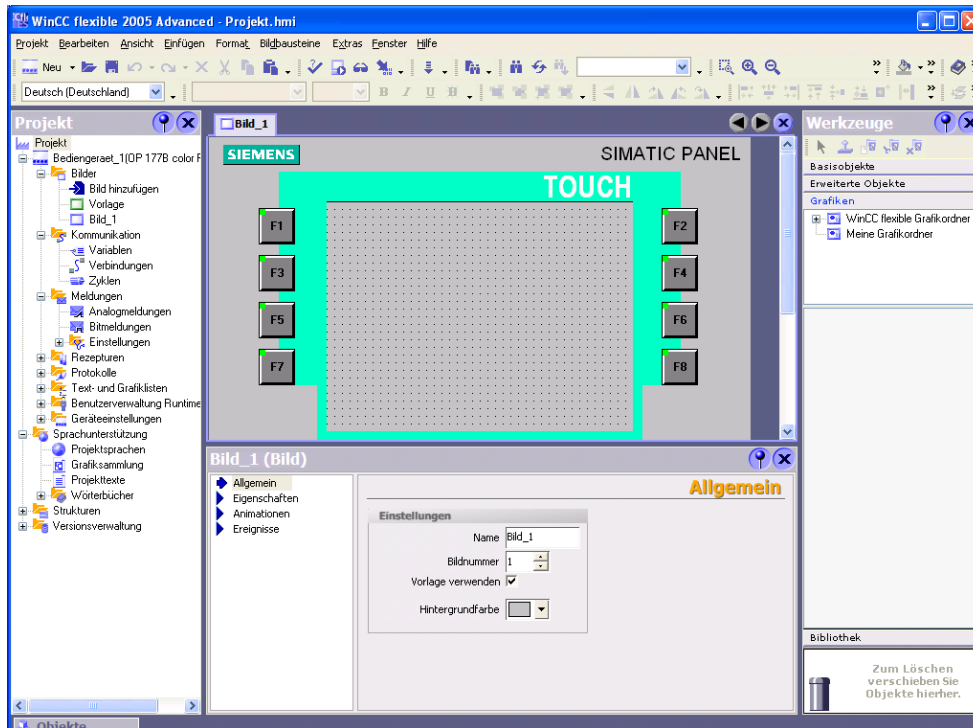 WinCC flexible 2005 Advanced - Projekt.hmi
Projekt Bearbeiten Ansicht Einfügen Format Bildbausteine Extras Fenster Hilfe
Neu
Deutsch (Deutschland)
B I U B
Projekt
Projekt
Bediengeraet_1(OP 177B color F
Bilder
Bild hinzufügen
Vorlage
Bild_1
Kommunikation
Variablen
Verbindungen
Zyklen
Meldungen
Analogmeldungen
Bitmeldungen
Einstellungen
Rezepturen
Protokolle
Text- und Grafiklisten
Benutzerverwaltung Runtime
Geräteeinstellungen
Sprachunterstützung
Projektsprachen
Grafiksammlung
Projekttexte
Wörterbücher
Strukturen
Versionsverwaltung
Bild_1
SIEMENS SIMATIC PANEL
TOUCH
F1 F2
F3 F4
F5 F6
F7 F8
Bild_1 (Bild)
Allgemein
Eigenschaften
Animationen
Ereignisse
Allgemein
Einstellungen
Name Bild_1
Bildnummer 1
Vorlage verwenden
Hintergrundfarbe
Werkzeuge
Basisobjekte
Erweiterte Objekte
Grafiken
WinCC flexible Grafikordner
Meine Grafikordner
Bibliothek
Zum Löschen
verschieben Sie
Objekte hierher.
Objekte